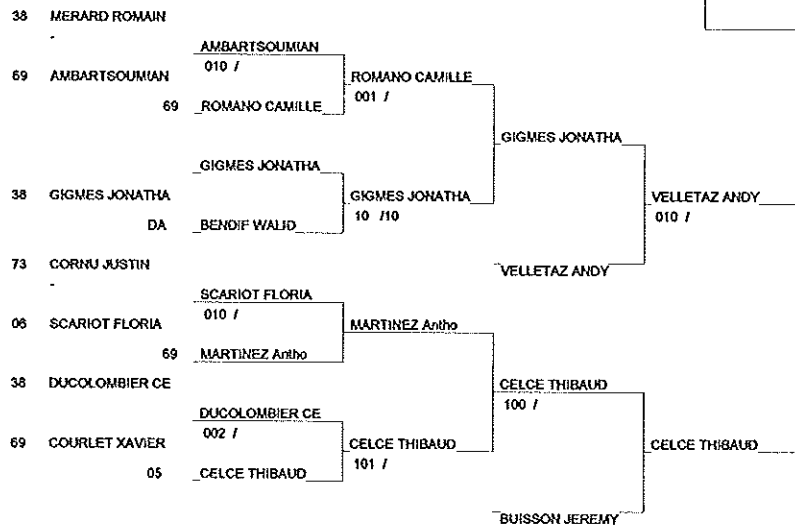 38 MERARD ROMAIN
-
AMBARTSOUMIAN
010 /
69 AMBARTSOUMIAN
ROMANO CAMILLE
001 /
69 ROMANO CAMILLE
GIGMES JONATHA
GIGMES JONATHA
38 GIGMES JONATHA
GIGMES JONATHA
10 /10
VELLETAZ ANDY
010 /
DA BENDIF WALID
73 CORNU JUSTIN
-
VELLETAZ ANDY
SCARIOT FLORIA
010 /
06 SCARIOT FLORIA
MARTINEZ Antho
69 MARTINEZ Antho
38 DUCOLOMBIER CE
CELCE THIBAUD
100 /
DUCOLOMBIER CE
002 /
69 COURLET XAVIER
CELCE THIBAUD
101 /
CELCE THIBAUD
05 CELCE THIBAUD
BUISSON JEREMY